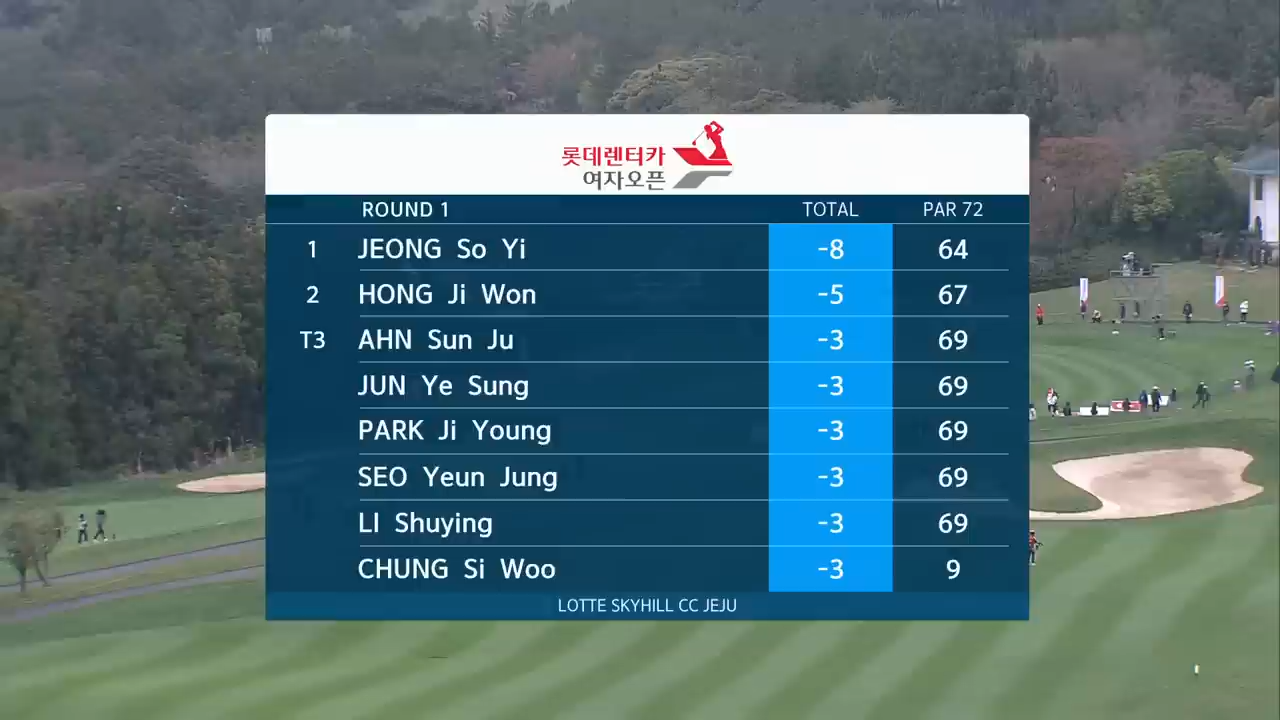 롯데렌터카
여자오픈
ROUND 1 TOTAL PAR 72
1 JEONG So Yi -8 64
2 HONG Ji Won -5 67
T3 AHN Sun Ju -3 69
JUN Ye Sung -3 69
PARK Ji Young -3 69
SEO Yeun Jung -3 69
LI Shuying -3 69
CHUNG Si Woo -3 9
LOTTE SKYHILL CC JEJU